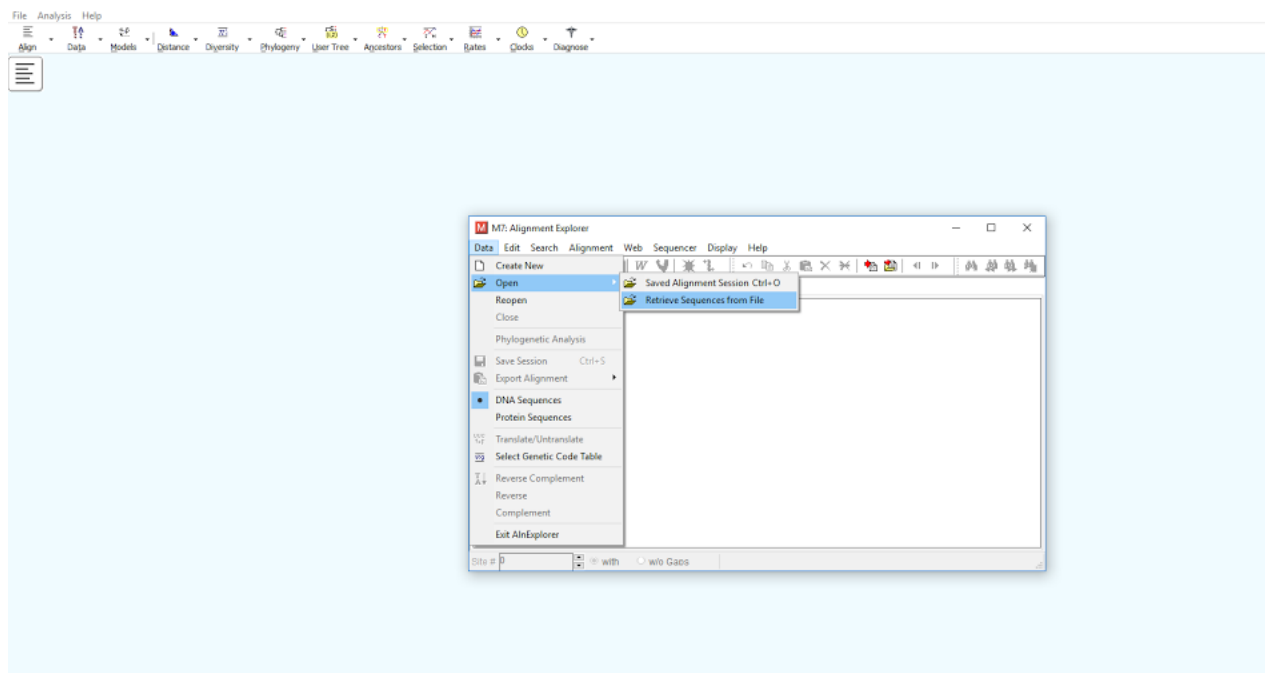 File Analysis Help
Align Data Models Distance Diversity Phylogeny User Tree Ancestors Selection Rates Clocks Diagnose
M7: Alignment Explorer
Data Edit Search Alignment Web Sequencer Display Help
Create New
Open
Saved Alignment Session Ctrl+O
Reopen
Retrieve Sequences from File
Close
Phylogenetic Analysis
Save Session Ctrl+S
Export Alignment
DNA Sequences
Protein Sequences
Translate/Untranslate
Select Genetic Code Table
Reverse Complement
Reverse
Complement
Exit AlnExplorer
Site # 0 with w/o Gaps